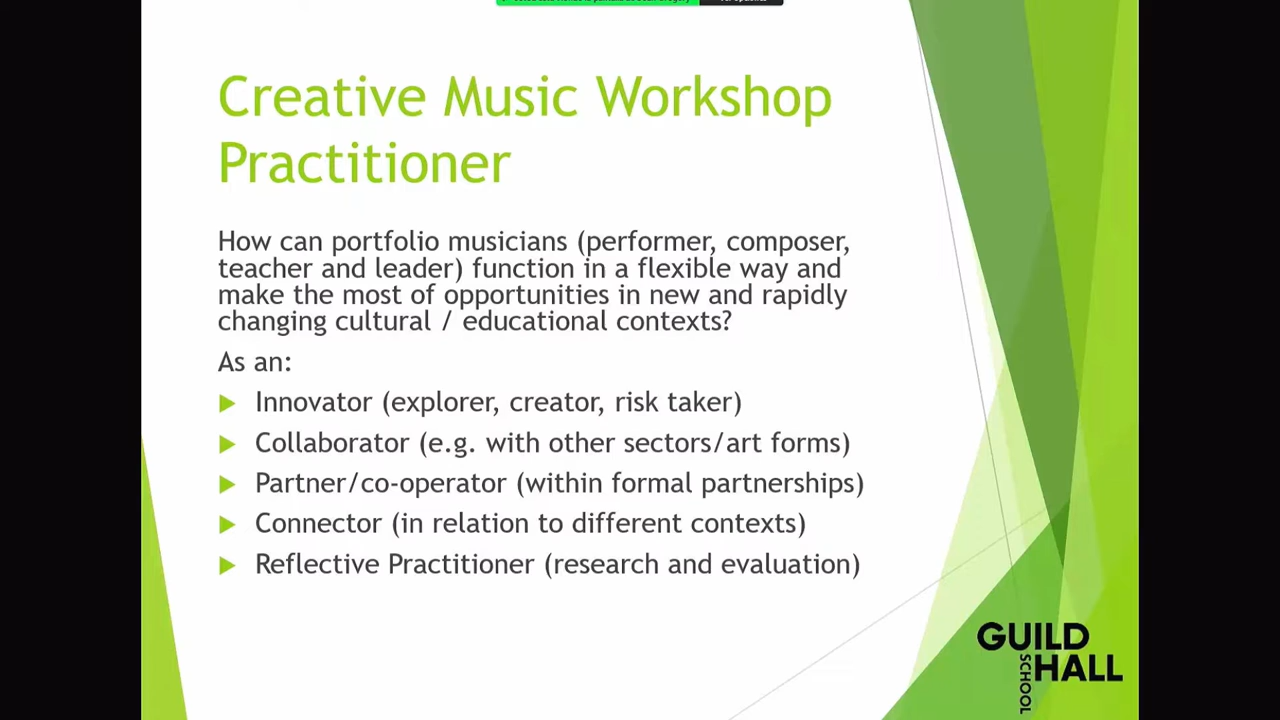 Creative Music Workshop
Practitioner
How can portfolio musicians (performer, composer,
teacher and leader) function in a flexible way and
make the most of opportunities in new and rapidly
changing cultural / educational contexts?
As an:
Innovator (explorer, creator, risk taker)
Collaborator (e.g. with other sectors/art forms)
Partner/co-operator (within formal partnerships)
Connector (in relation to different contexts)
Reflective Practitioner (research and evaluation)
GUILD
HALL
SCHOOL